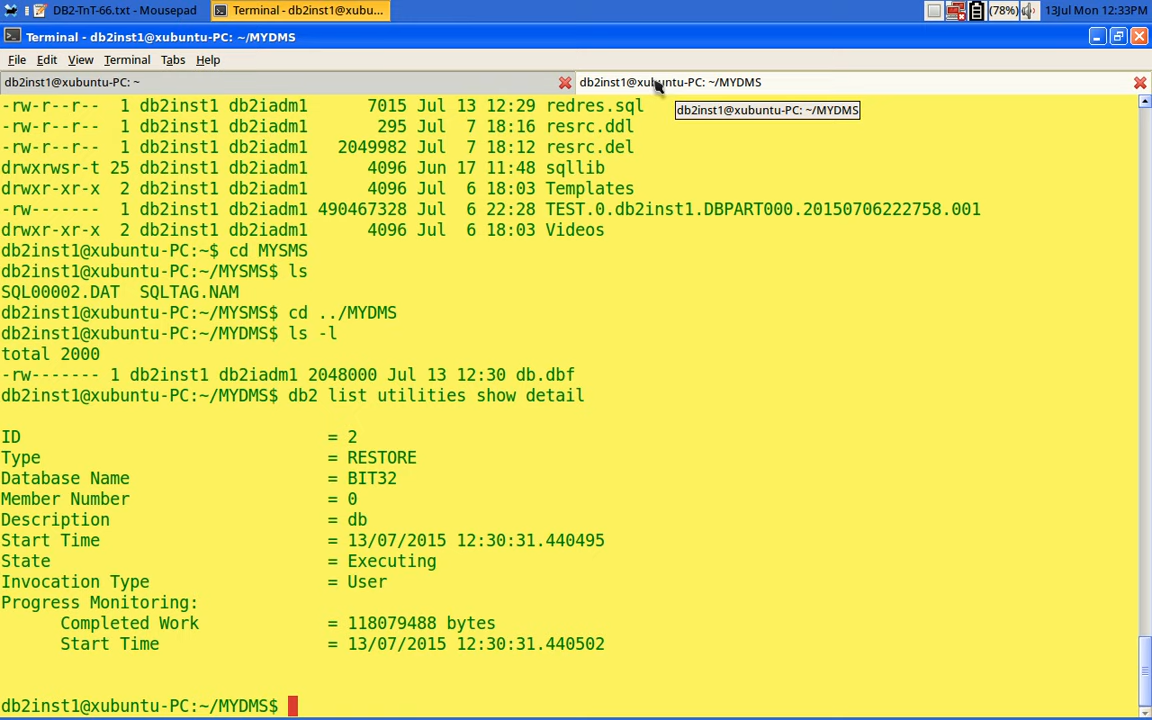 DB2-TnT-66.txt - Mousepad
Terminal - db2inst1@xubu...
(78%)
13Jul Mon 12:33PM
Terminal - db2inst1@xubuntu-PC: ~/MYDMS
File Edit View Terminal Tabs Help
db2inst1@xubuntu-PC: ~
db2inst1@xubuntu-PC: ~/MYDMS
-rw-r--r-- 1 db2inst1 db2iadm1 7015 Jul 13 12:29 redres.sql
db2inst1@xubuntu-PC: ~/MYDMS
-rw-r--r-- 1 db2inst1 db2iadm1 295 Jul 7 18:16 resrc.ddl
-rw-r--r-- 1 db2inst1 db2iadm1 2049982 Jul 7 18:12 resrc.del
drwxrwsr-t 25 db2inst1 db2iadm1 4096 Jun 17 11:48 sqllib
drwxr-xr-x 2 db2inst1 db2iadm1 4096 Jul 6 18:03 Templates
-rw------- 1 db2inst1 db2iadm1 490467328 Jul 6 22:28 TEST.0.db2inst1.DBPART000.20150706222758.001
drwxr-xr-x 2 db2inst1 db2iadm1 4096 Jul 6 18:03 Videos
db2inst1@xubuntu-PC:~$ cd MYSMS
db2inst1@xubuntu-PC:~/MYSMS$ ls
SQL00002.DAT SQLTAG.NAM
db2inst1@xubuntu-PC:~/MYSMS$ cd ../MYDMS
db2inst1@xubuntu-PC:~/MYDMS$ ls -l
total 2000
-rw------- 1 db2inst1 db2iadm1 2048000 Jul 13 12:30 db.dbf
db2inst1@xubuntu-PC:~/MYDMS$ db2 list utilities show detail
ID = 2
Type = RESTORE
Database Name = BIT32
Member Number = 0
Description = db
Start Time = 13/07/2015 12:30:31.440495
State = Executing
Invocation Type = User
Progress Monitoring:
Completed Work = 118079488 bytes
Start Time = 13/07/2015 12:30:31.440502
db2inst1@xubuntu-PC:~/MYDMS$